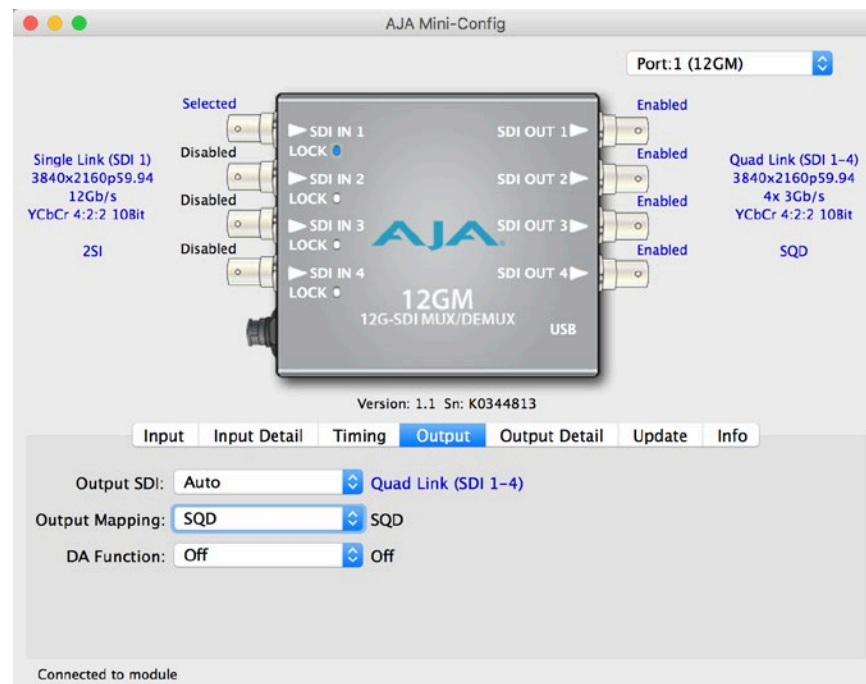 AJA Mini-Config
Port:1 (12GM)
Selected
Enabled
SDI IN 1
SDI OUT 1
LOCK
Disabled
Enabled
Single Link (SDI 1)
3840x2160p59.94
12Gb/s
YCbCr 4:2:2 10Bit
2SI
SDI IN 2
SDI OUT 2
LOCK
Quad Link (SDI 1-4)
3840x2160p59.94
4x 3Gb/s
YCbCr 4:2:2 10Bit
SQD
Disabled
Enabled
SDI IN 3
SDI OUT 3
LOCK
AJA
Disabled
Enabled
SDI IN 4
SDI OUT 4
LOCK
12GM
12G-SDI MUX/DEMUX
USB
Version: 1.1 Sn: K0344813
Input Input Detail Timing Output Output Detail Update Info
Output SDI: Auto Quad Link (SDI 1-4)
Output Mapping: SQD SQD
DA Function: Off Off
Connected to module